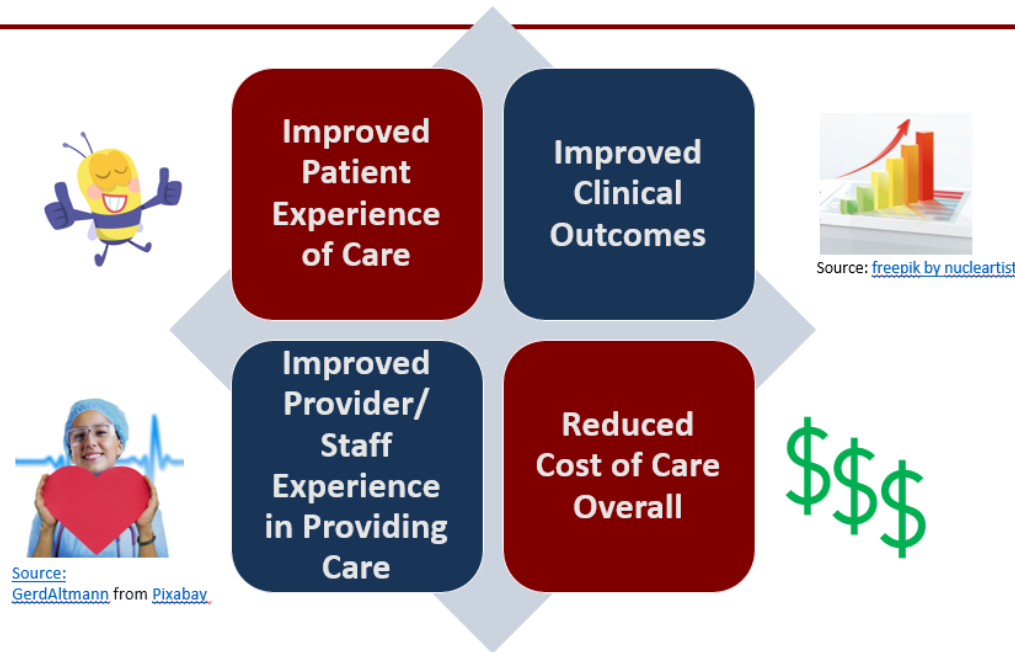 Improved
Patient
Experience
of Care
Improved
Clinical
Outcomes
Source: freepik by nucleartist
Improved
Provider/
Staff
Experience
in Providing
Care
Reduced
Cost of Care
Overall
$$$
Source:
GerdAltmann from Pixabay